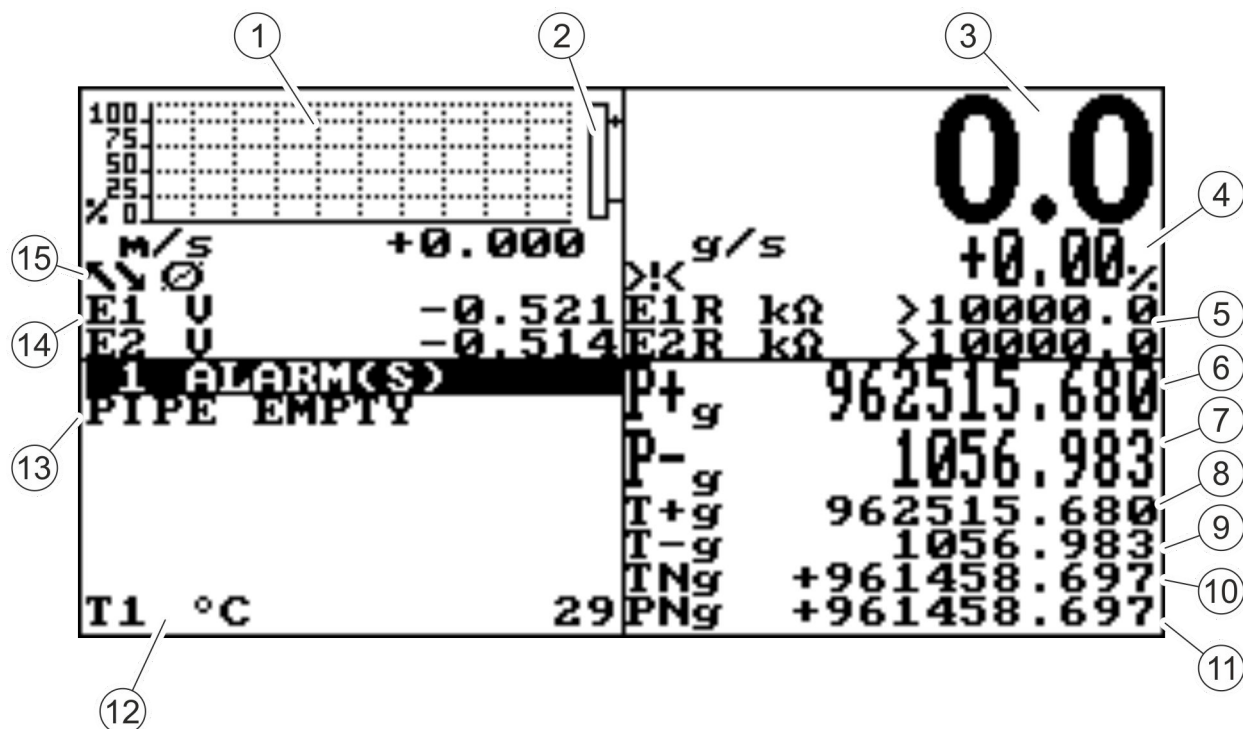 1
2
3
100
75
50
25
% 0
+
m/s +0.000
E1 V -0.521
E2 V -0.514
0.0
g/s +0.00%
>!<
E1R kΩ >10000.0
E2R kΩ >10000.0
4
5
15
14
1 ALARM(S)
PIPE EMPTY
T1 °C 29
13
12
P+g 962515.680
P-g 1056.983
T+g 962515.680
T-g 1056.983
TNg +961458.697
PNg +961458.697
6
7
8
9
10
11